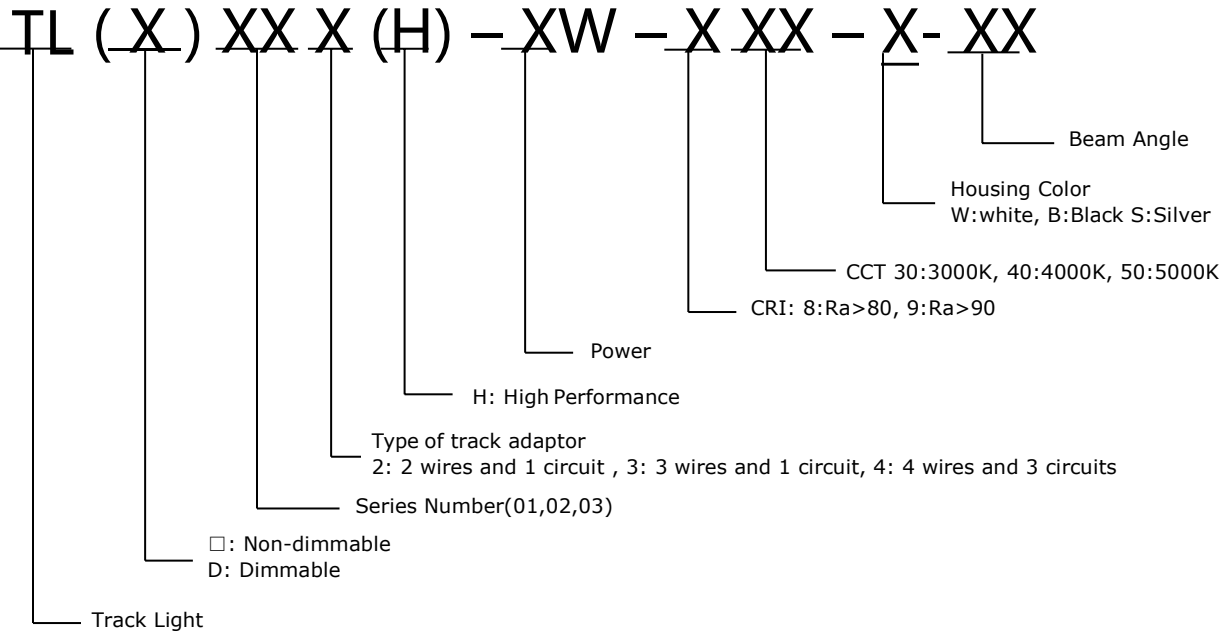 TL ( X ) XX X (H) – XW – X XX – X- XX
Beam Angle
Housing Color
W:white, B:Black S:Silver
CCT 30:3000K, 40:4000K, 50:5000K
CRI: 8:Ra>80, 9:Ra>90
Power
H: High Performance
Type of track adaptor
2: 2 wires and 1 circuit , 3: 3 wires and 1 circuit, 4: 4 wires and 3 circuits
Series Number(01,02,03)
□: Non-dimmable
D: Dimmable
Track Light